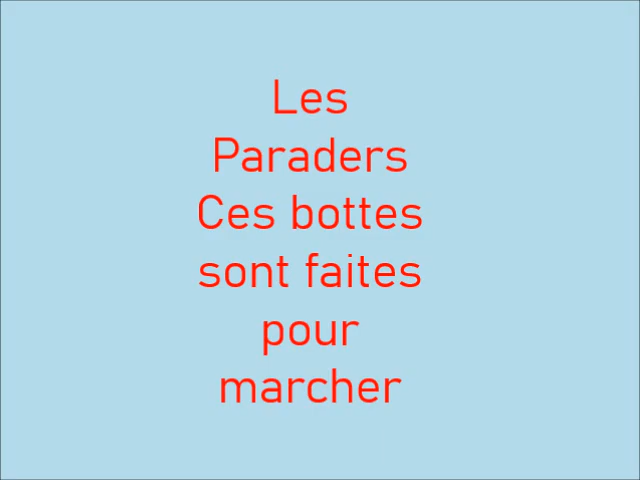 Les
Paraders
Ces bottes
sont faites
pour
marcher